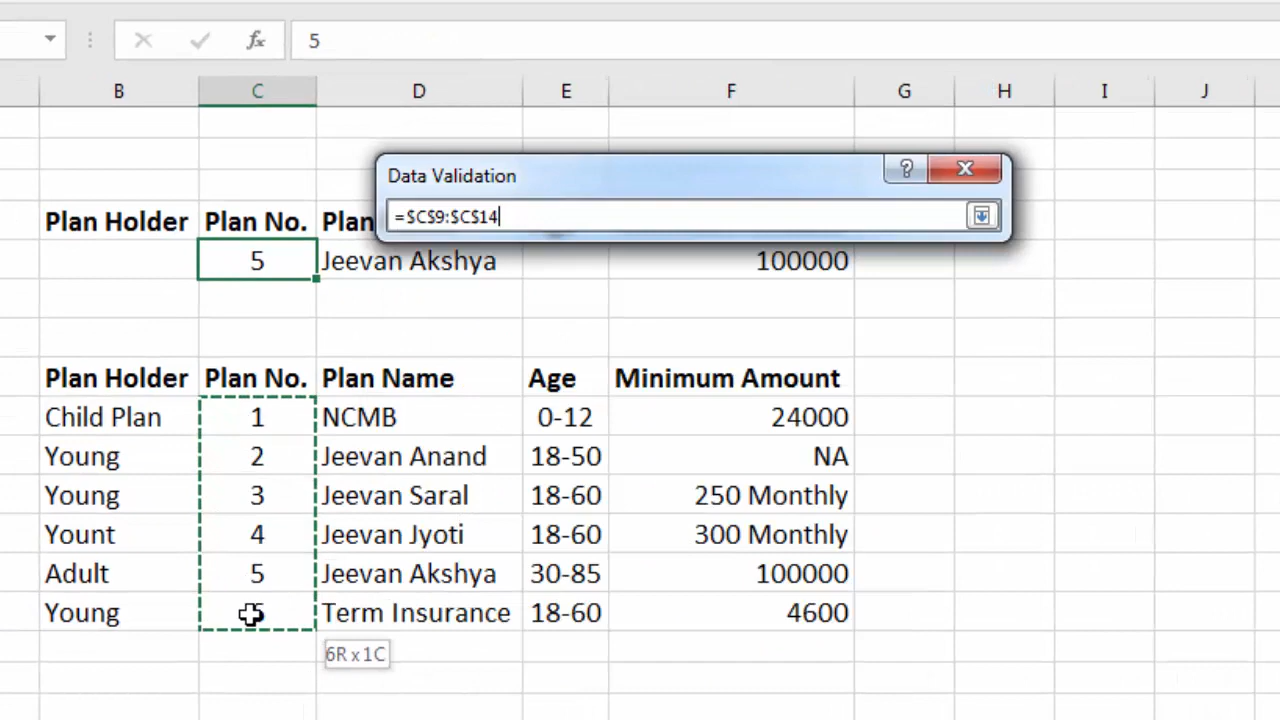 5
B C D E F G H I J
Data Validation
=$C$9:$C$14
Plan Holder Plan No. Plan
5 Jeevan Akshya 100000
Plan Holder Plan No. Plan Name Age Minimum Amount
Child Plan 1 NCMB 0-12 24000
Young 2 Jeevan Anand 18-50 NA
Young 3 Jeevan Saral 18-60 250 Monthly
Yount 4 Jeevan Jyoti 18-60 300 Monthly
Adult 5 Jeevan Akshya 30-85 100000
Young Term Insurance 18-60 4600
6R x 1C